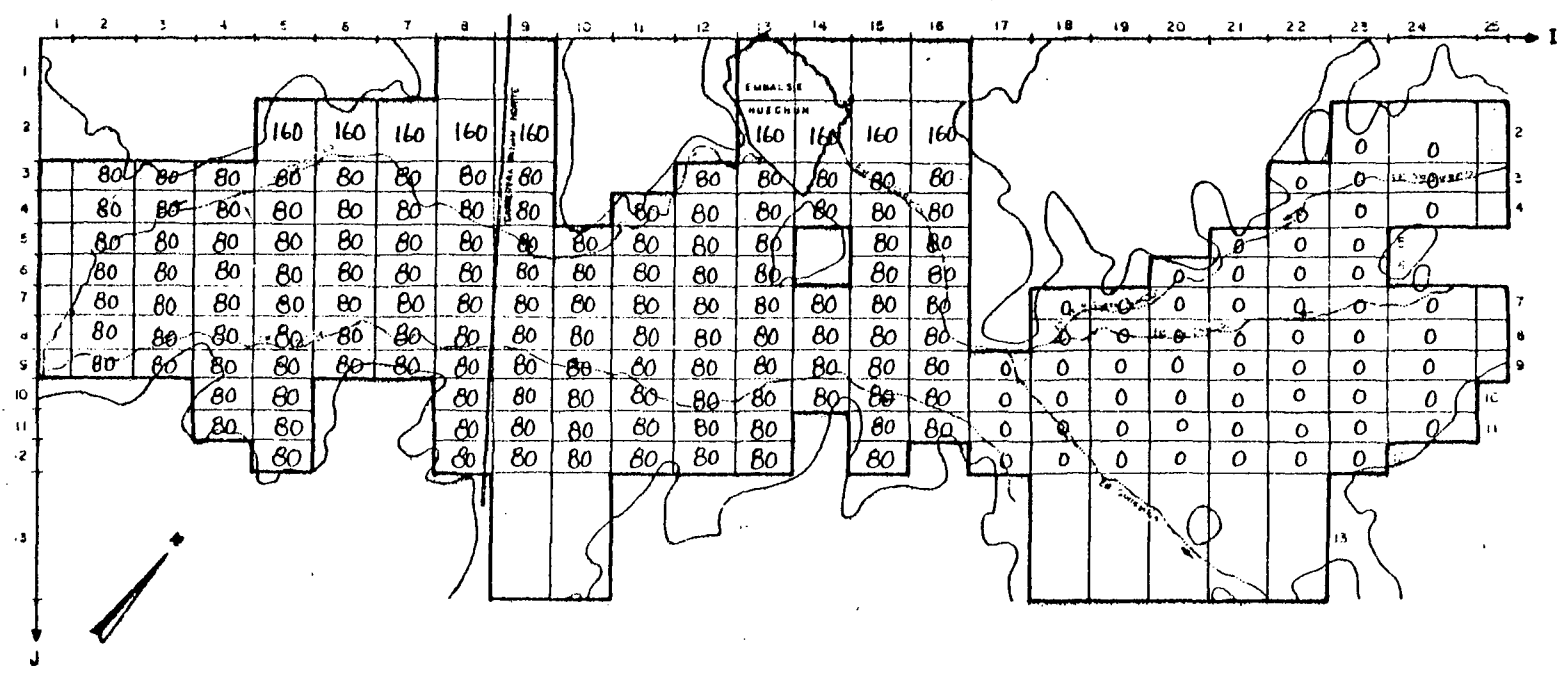 1 2 3 4 5 6 7 8 9 10 11 12 13 14 15 16 17 18 19 20 21 22 23 24 25 I
1
EMBALSE
HUECHUN
2 160 160 160 160 160 160 160 160 160 0 0 2
3 80 80 80 80 80 80 80 80 80 80 80 80 80 0 0 0 3
4 80 80 80 80 80 80 80 80 80 80 80 80 80 80 0 0 0 4
5 80 80 80 80 80 80 80 80 80 80 80 80 80 80 0 0 0
6 80 80 80 80 80 80 80 80 80 80 80 80 80 80 0 0 0 0
7 80 80 80 80 80 80 80 80 80 80 80 80 80 80 80 0 0 0 0 0 0 0 7
8 80 80 80 80 80 80 80 80 80 80 80 80 80 80 80 0 0 0 0 0 0 0 8
9 80 80 80 80 80 80 80 80 80 80 80 80 80 80 80 0 0 0 0 0 0 0 0 9
10 80 80 80 80 80 80 80 80 80 80 80 0 0 0 0 0 0 0 0 10
11 80 80 80 80 80 80 80 80 80 80 0 0 0 0 0 0 0 0 11
12 80 80 80 80 80 80 80 80 0 0 0 0 0 0 0
13 13
J